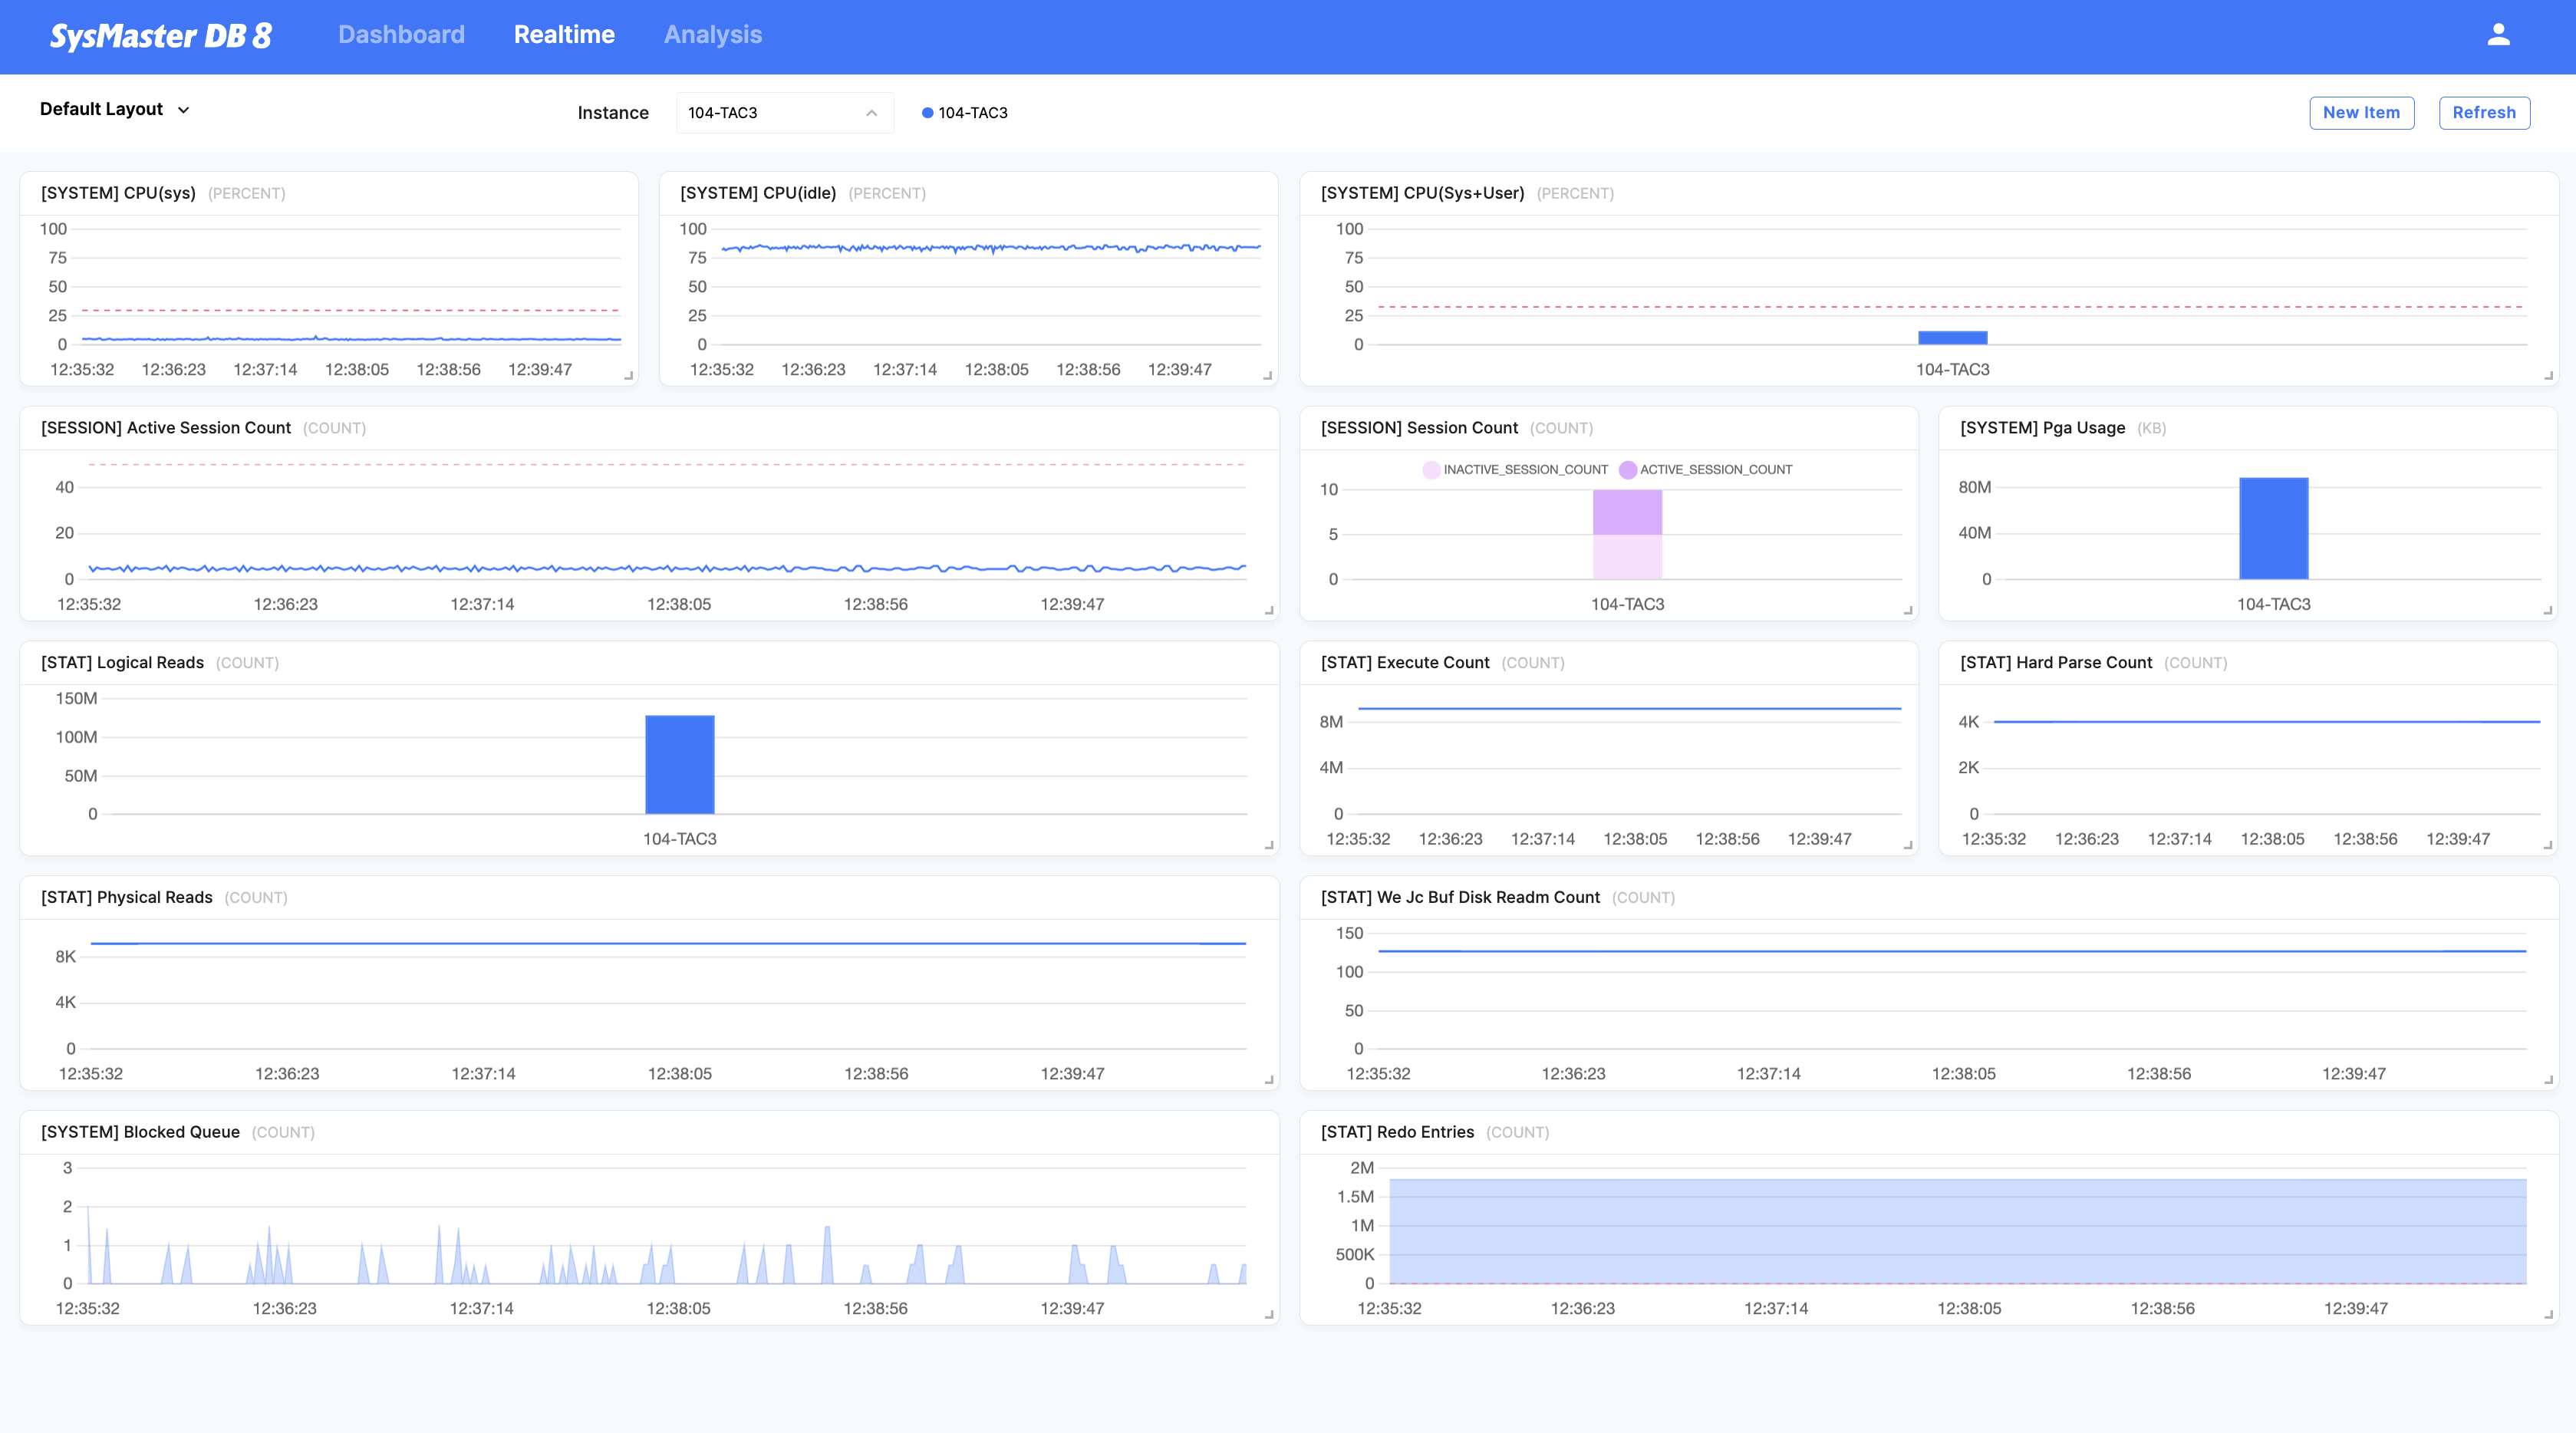 SysMaster DB 8 Dashboard Realtime Analysis
Default Layout Instance 104-TAC3 104-TAC3 New Item Refresh
[SYSTEM] CPU(sys) (PERCENT)
100
75
50
25
0
12:35:32 12:36:23 12:37:14 12:38:05 12:38:56 12:39:47
[SYSTEM] CPU(idle) (PERCENT)
100
75
50
25
0
12:35:32 12:36:23 12:37:14 12:38:05 12:38:56 12:39:47
[SYSTEM] CPU(Sys+User) (PERCENT)
100
75
50
25
0
104-TAC3
[SESSION] Active Session Count (COUNT)
40
20
0
12:35:32 12:36:23 12:37:14 12:38:05 12:38:56 12:39:47
[SESSION] Session Count (COUNT)
INACTIVE_SESSION_COUNT ACTIVE_SESSION_COUNT
10
5
0
104-TAC3
[SYSTEM] Pga Usage (KB)
80M
40M
0
104-TAC3
[STAT] Logical Reads (COUNT)
150M
100M
50M
0
104-TAC3
[STAT] Execute Count (COUNT)
8M
4M
0
12:35:32 12:36:23 12:37:14 12:38:05 12:38:56 12:39:47
[STAT] Hard Parse Count (COUNT)
4K
2K
0
12:35:32 12:36:23 12:37:14 12:38:05 12:38:56 12:39:47
[STAT] Physical Reads (COUNT)
8K
4K
0
12:35:32 12:36:23 12:37:14 12:38:05 12:38:56 12:39:47
[STAT] We Jc Buf Disk Readm Count (COUNT)
150
100
50
0
12:35:32 12:36:23 12:37:14 12:38:05 12:38:56 12:39:47
[SYSTEM] Blocked Queue (COUNT)
3
2
1
0
12:35:32 12:36:23 12:37:14 12:38:05 12:38:56 12:39:47
[STAT] Redo Entries (COUNT)
2M
1.5M
1M
500K
0
12:35:32 12:36:23 12:37:14 12:38:05 12:38:56 12:39:47